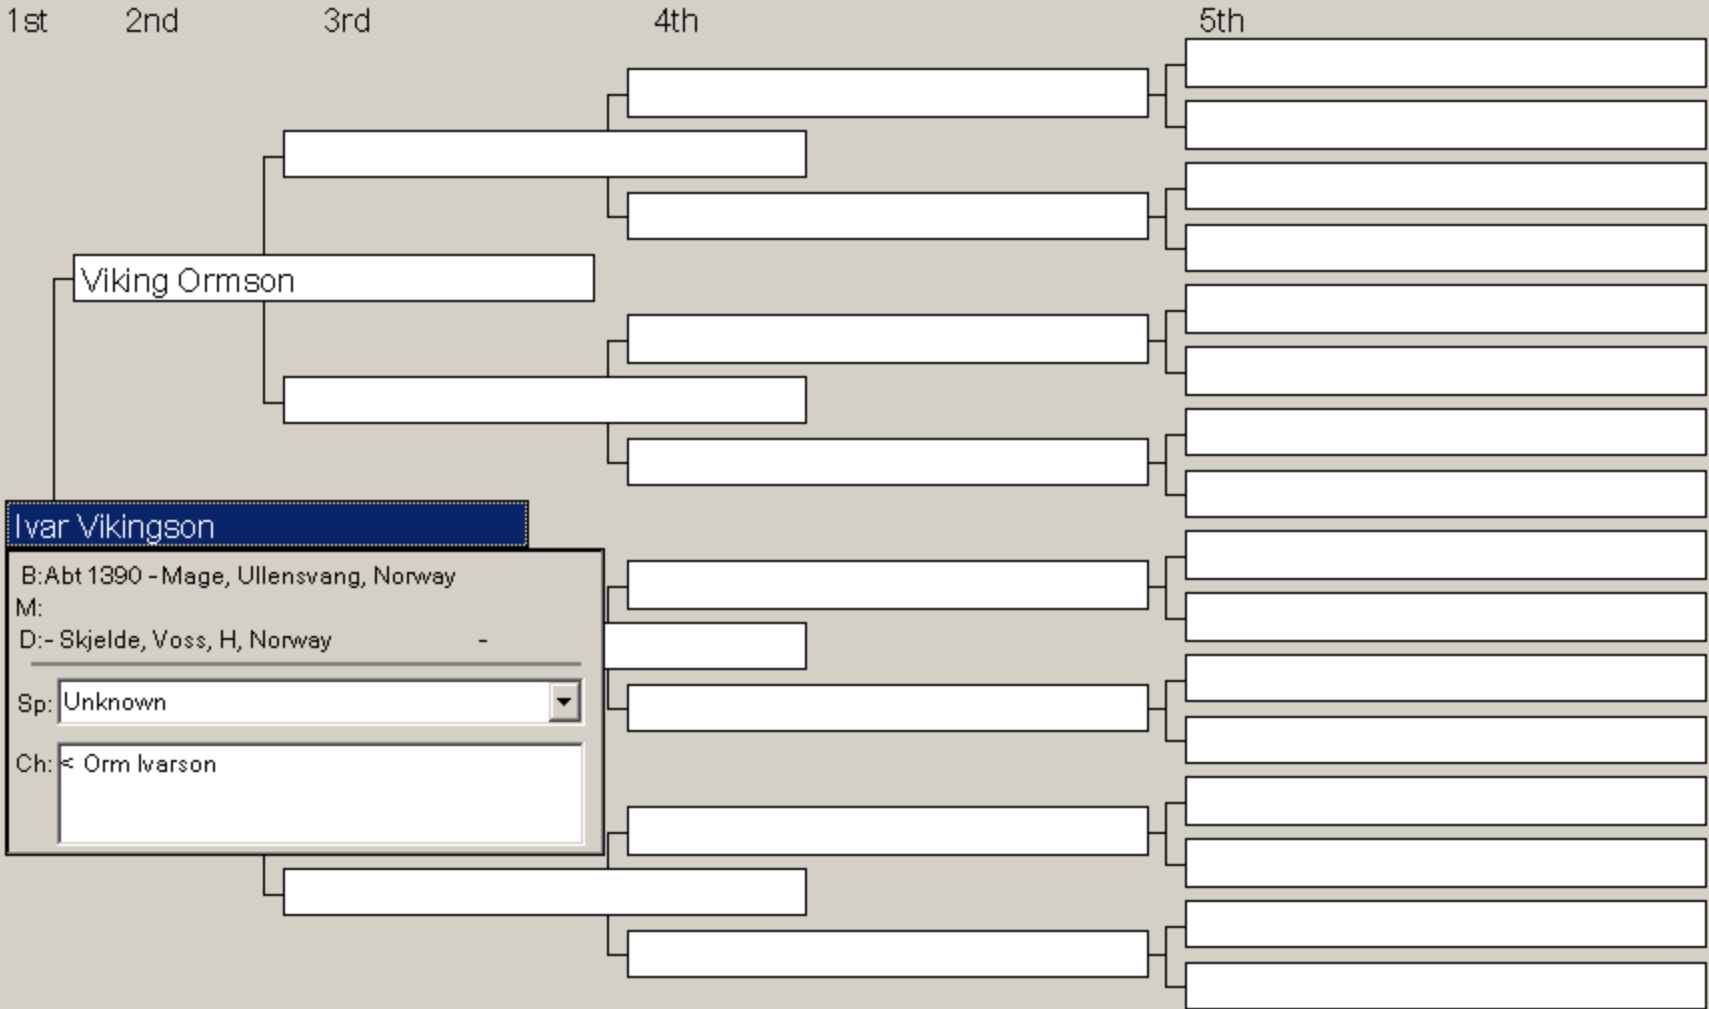 1st 2nd 3rd 4th 5th
Viking Ormson
Ivar Vikingson
B:Abt 1390 - Mage, Ullensvang, Norway
M:
D:- Skjelde, Voss, H, Norway -
Sp: Unknown
Ch: < Orm Ivarson